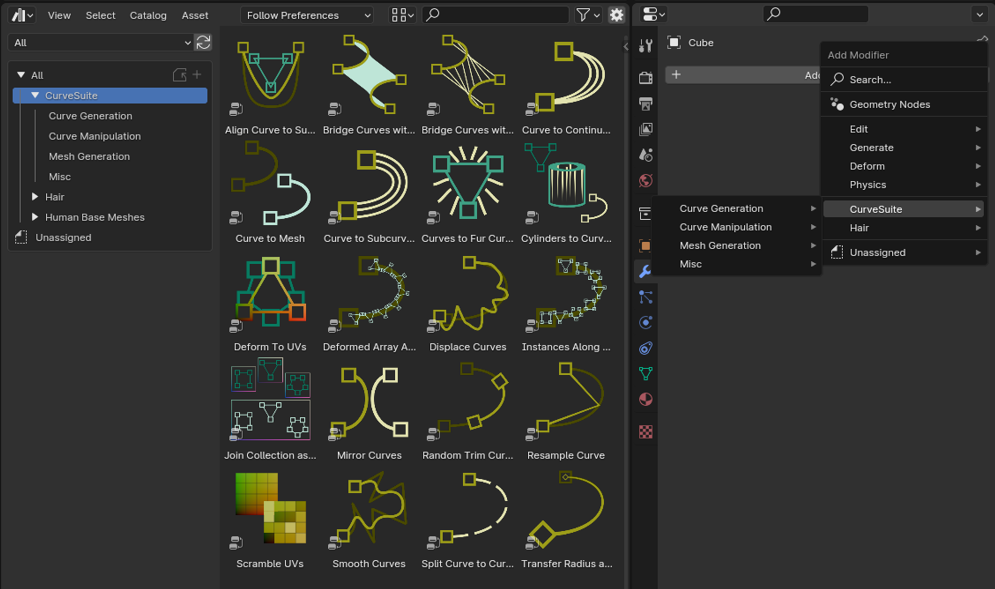 View Select Catalog Asset Follow Preferences
All
All
CurveSuite
Curve Generation
Curve Manipulation
Mesh Generation
Misc
Hair
Human Base Meshes
Unassigned
Align Curve to Su... Bridge Curves wit... Bridge Curves wit... Curve to Continu...
Curve to Mesh Curve to Subcurv... Curves to Fur Cur... Cylinders to Curv...
Deform To UVs Deformed Array A... Displace Curves Instances Along ...
Join Collection as... Mirror Curves Random Trim Cur... Resample Curve
Scramble UVs Smooth Curves Split Curve to Cur... Transfer Radius a...
Cube
Add Modifier
Search...
Geometry Nodes
Edit
Generate
Deform
Physics
CurveSuite
Hair
Unassigned
Curve Generation
Curve Manipulation
Mesh Generation
Misc